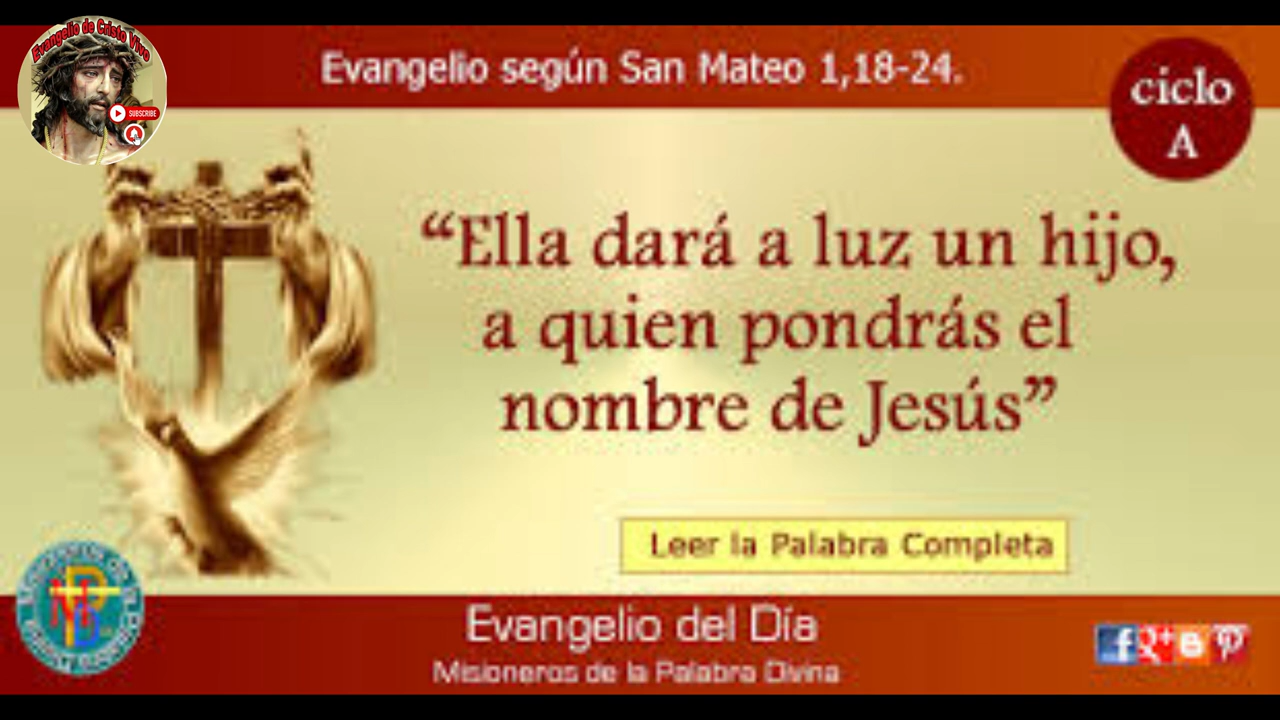 Evangelio de Cristo Vivo
SUBSCRIBE
Evangelio según San Mateo 1,18-24.
ciclo
A
“Ella dará a luz un hijo,
a quien pondrás el
nombre de Jesús”
Leer la Palabra Completa
Evangelio del Día
Misioneros de la Palabra Divina